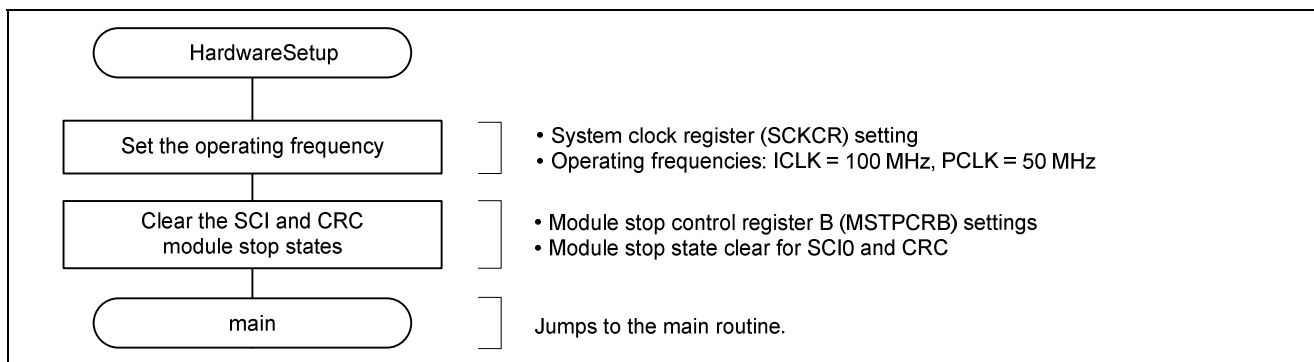 HardwareSetup
Set the operating frequency
• System clock register (SCKCR) setting
• Operating frequencies: ICLK = 100 MHz, PCLK = 50 MHz
Clear the SCI and CRC
module stop states
• Module stop control register B (MSTPCRB) settings
• Module stop state clear for SCI0 and CRC
main
Jumps to the main routine.